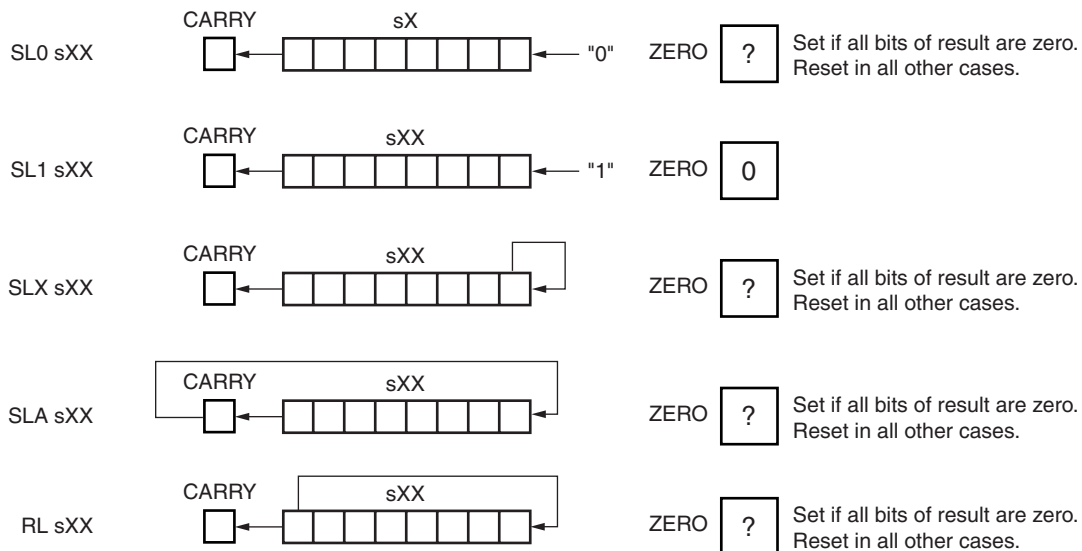 CARRY sX
SL0 sXX "0" ZERO ? Set if all bits of result are zero.
Reset in all other cases.
CARRY sXX
SL1 sXX "1" ZERO 0
CARRY sXX
SLX sXX ZERO ? Set if all bits of result are zero.
Reset in all other cases.
CARRY sXX
SLA sXX ZERO ? Set if all bits of result are zero.
Reset in all other cases.
CARRY sXX
RL sXX ZERO ? Set if all bits of result are zero.
Reset in all other cases.